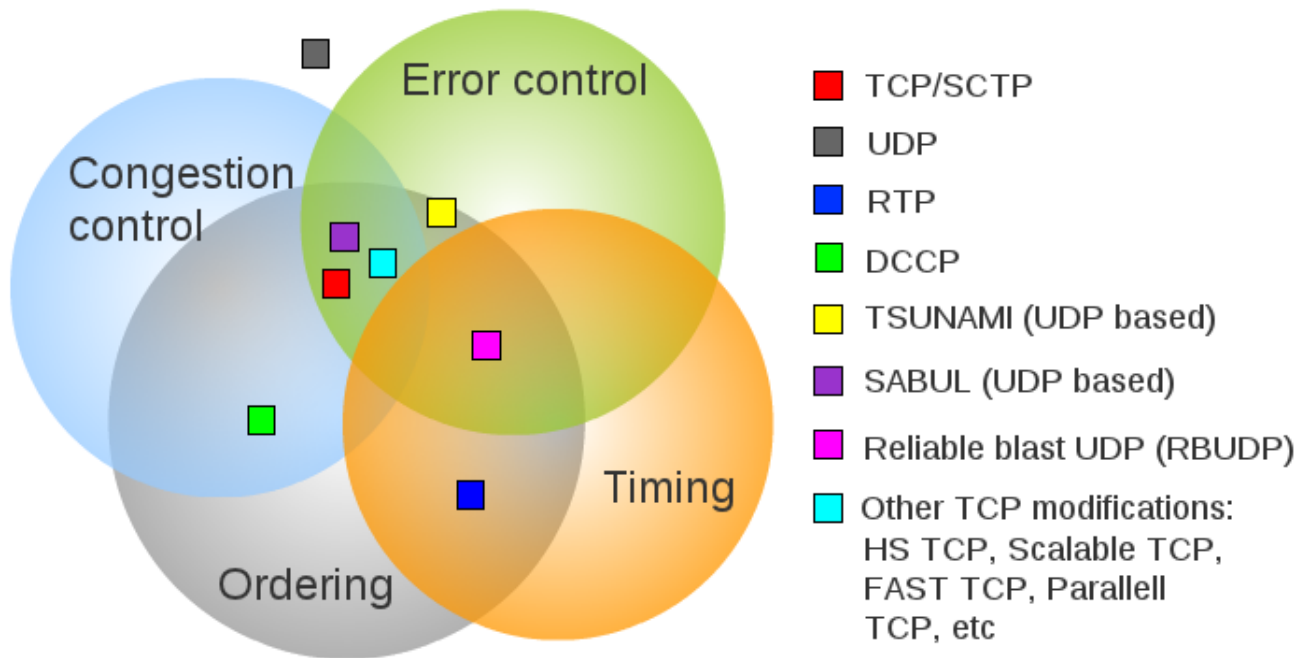 Error control
Congestion
control
Timing
Ordering
TCP/SCTP
UDP
RTP
DCCP
TSUNAMI (UDP based)
SABUL (UDP based)
Reliable blast UDP (RBUDP)
Other TCP modifications:
HS TCP, Scalable TCP,
FAST TCP, Parallell
TCP, etc